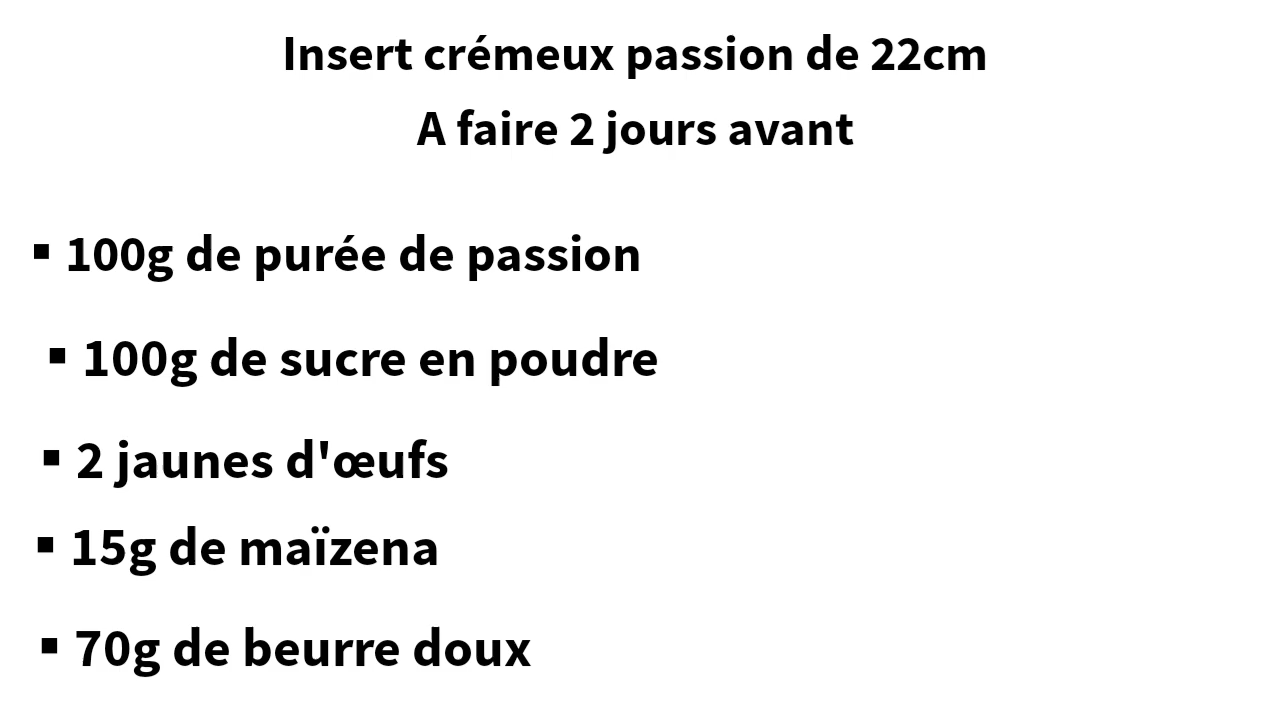 Insert crémeux passion de 22cm
A faire 2 jours avant
▪ 100g de purée de passion
▪ 100g de sucre en poudre
▪ 2 jaunes d'œufs
▪ 15g de maïzena
▪ 70g de beurre doux